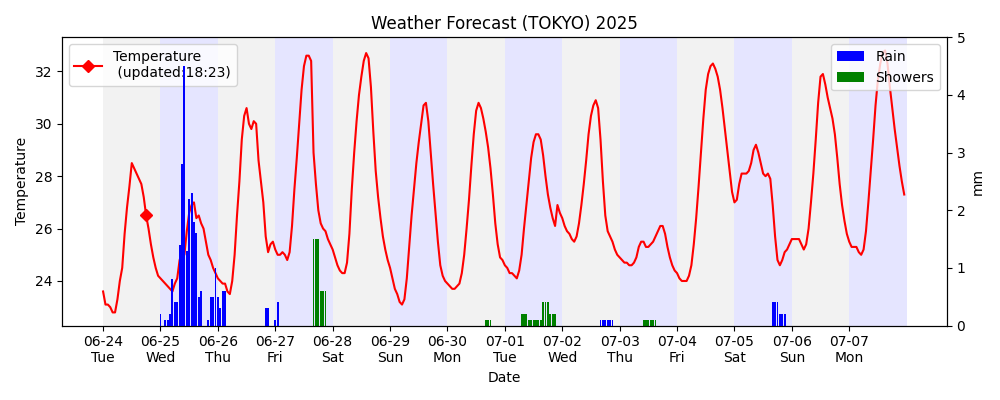 Weather Forecast (TOKYO) 2025
Temperature
(updated:18:23)
Rain
Showers
Temperature
32
30
28
26
24
5
4
3
2
1
0
mm
06-24 06-25 06-26 06-27 06-28 06-29 06-30 07-01 07-02 07-03 07-04 07-05 07-06 07-07
Tue Wed Thu Fri Sat Sun Mon Tue Wed Thu Fri Sat Sun Mon
Date